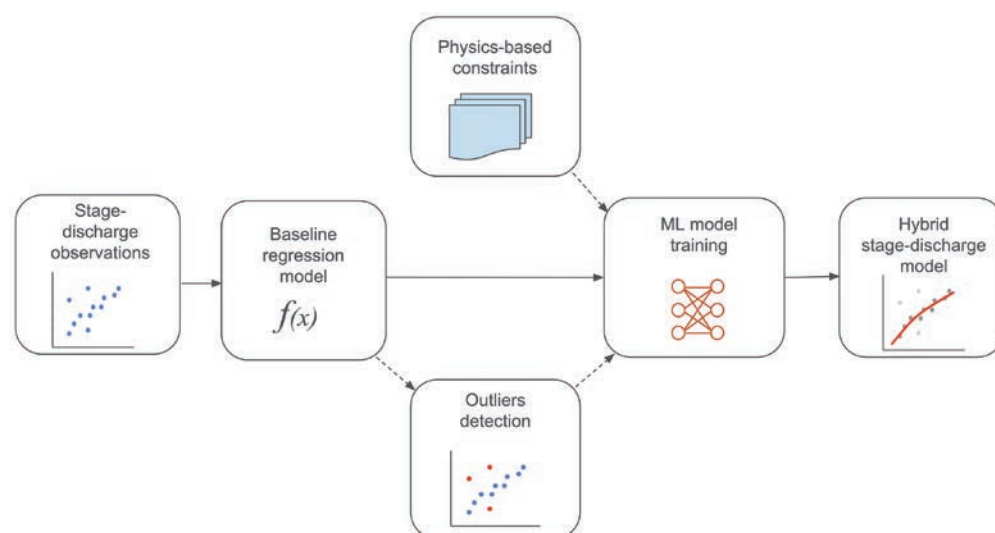 Physics-based
constraints
Stage-
discharge
observations
Baseline
regression
model
f(x)
ML model
training
Hybrid
stage-discharge
model
Outliers
detection